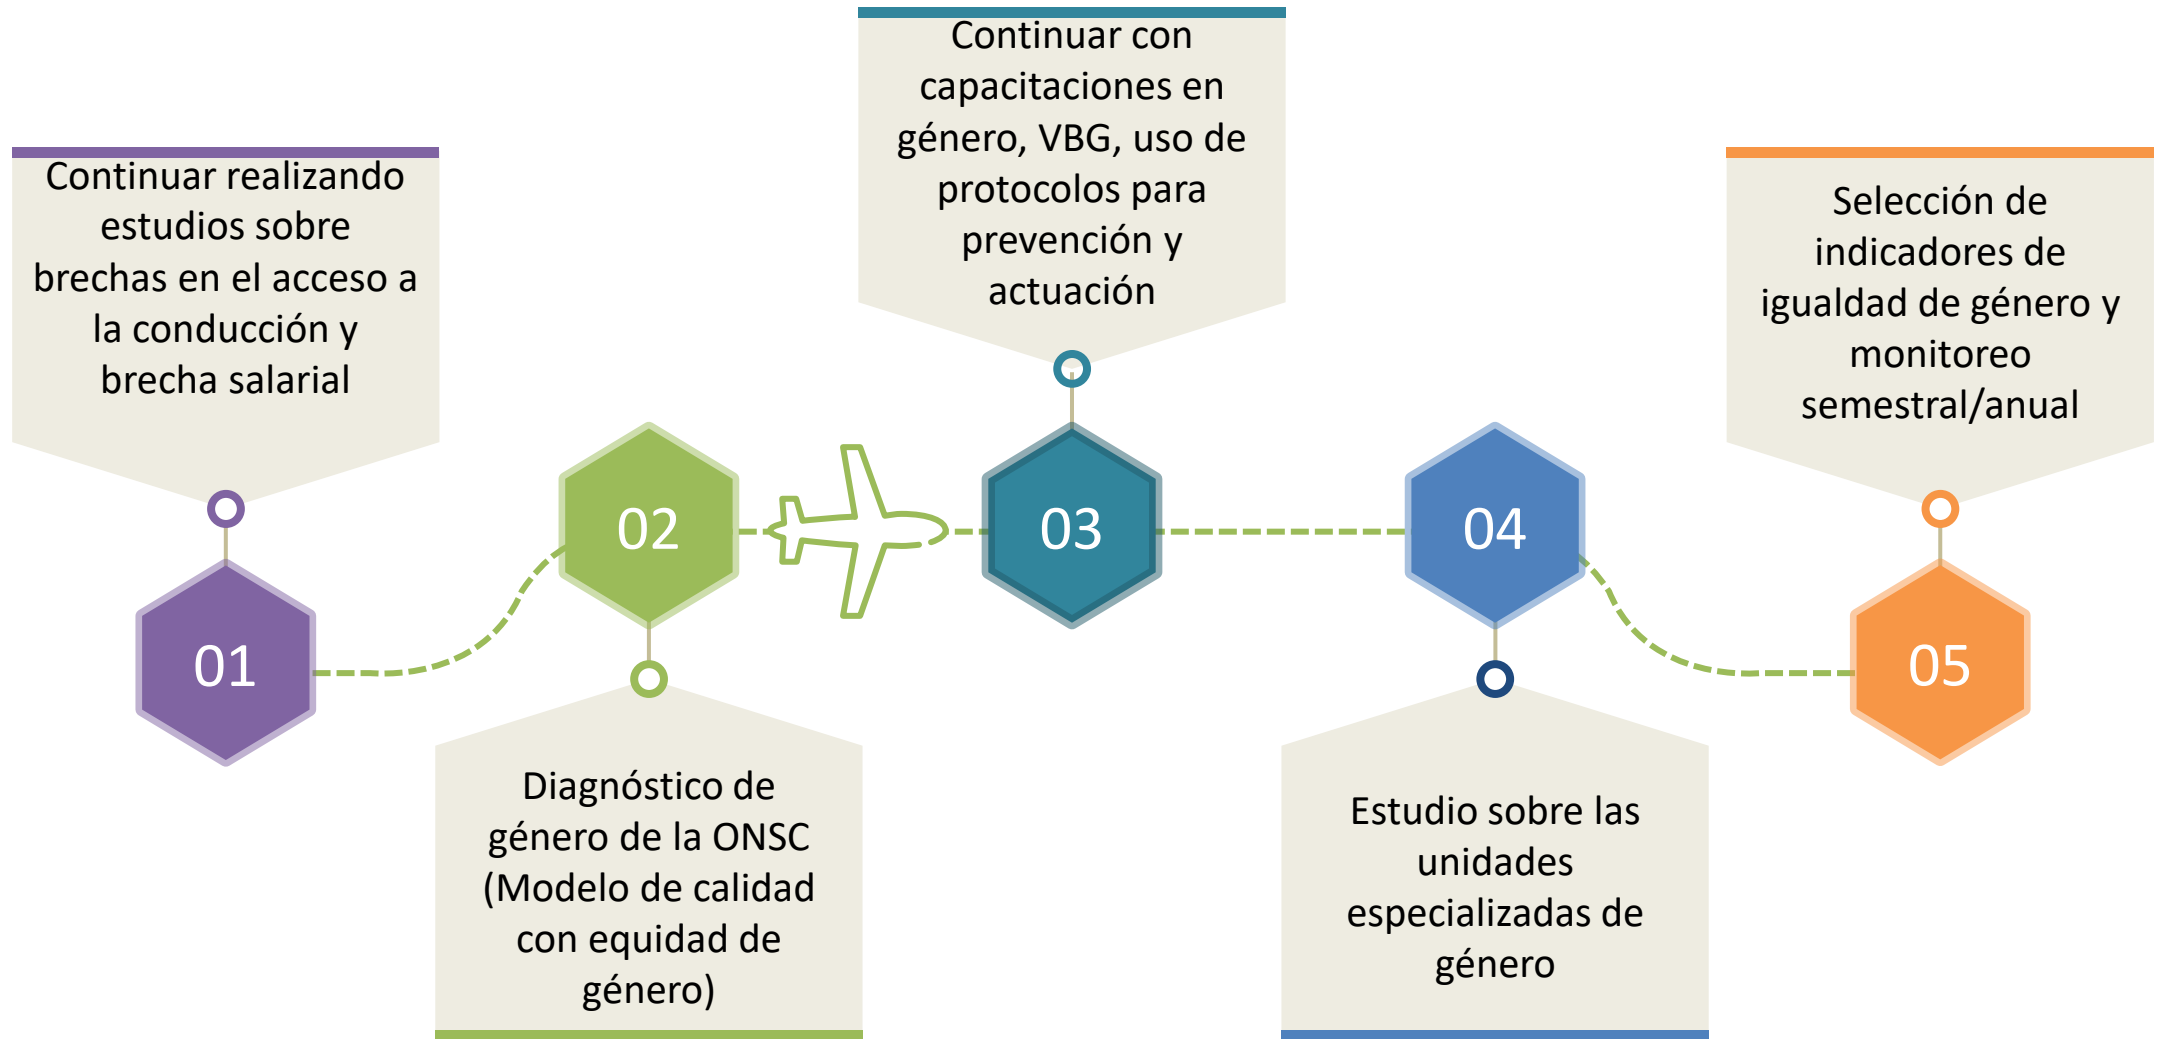 Continuar realizando
estudios sobre
brechas en el acceso a
la conducción y
brecha salarial
01
02
Diagnóstico de
género de la ONSC
(Modelo de calidad
con equidad de
género)
Continuar con
capacitaciones en
género, VBG, uso de
protocolos para
prevención y
actuación
03
04
Estudio sobre las
unidades
especializadas de
género
Selección de
indicadores de
igualdad de género y
monitoreo
semestral/anual
05